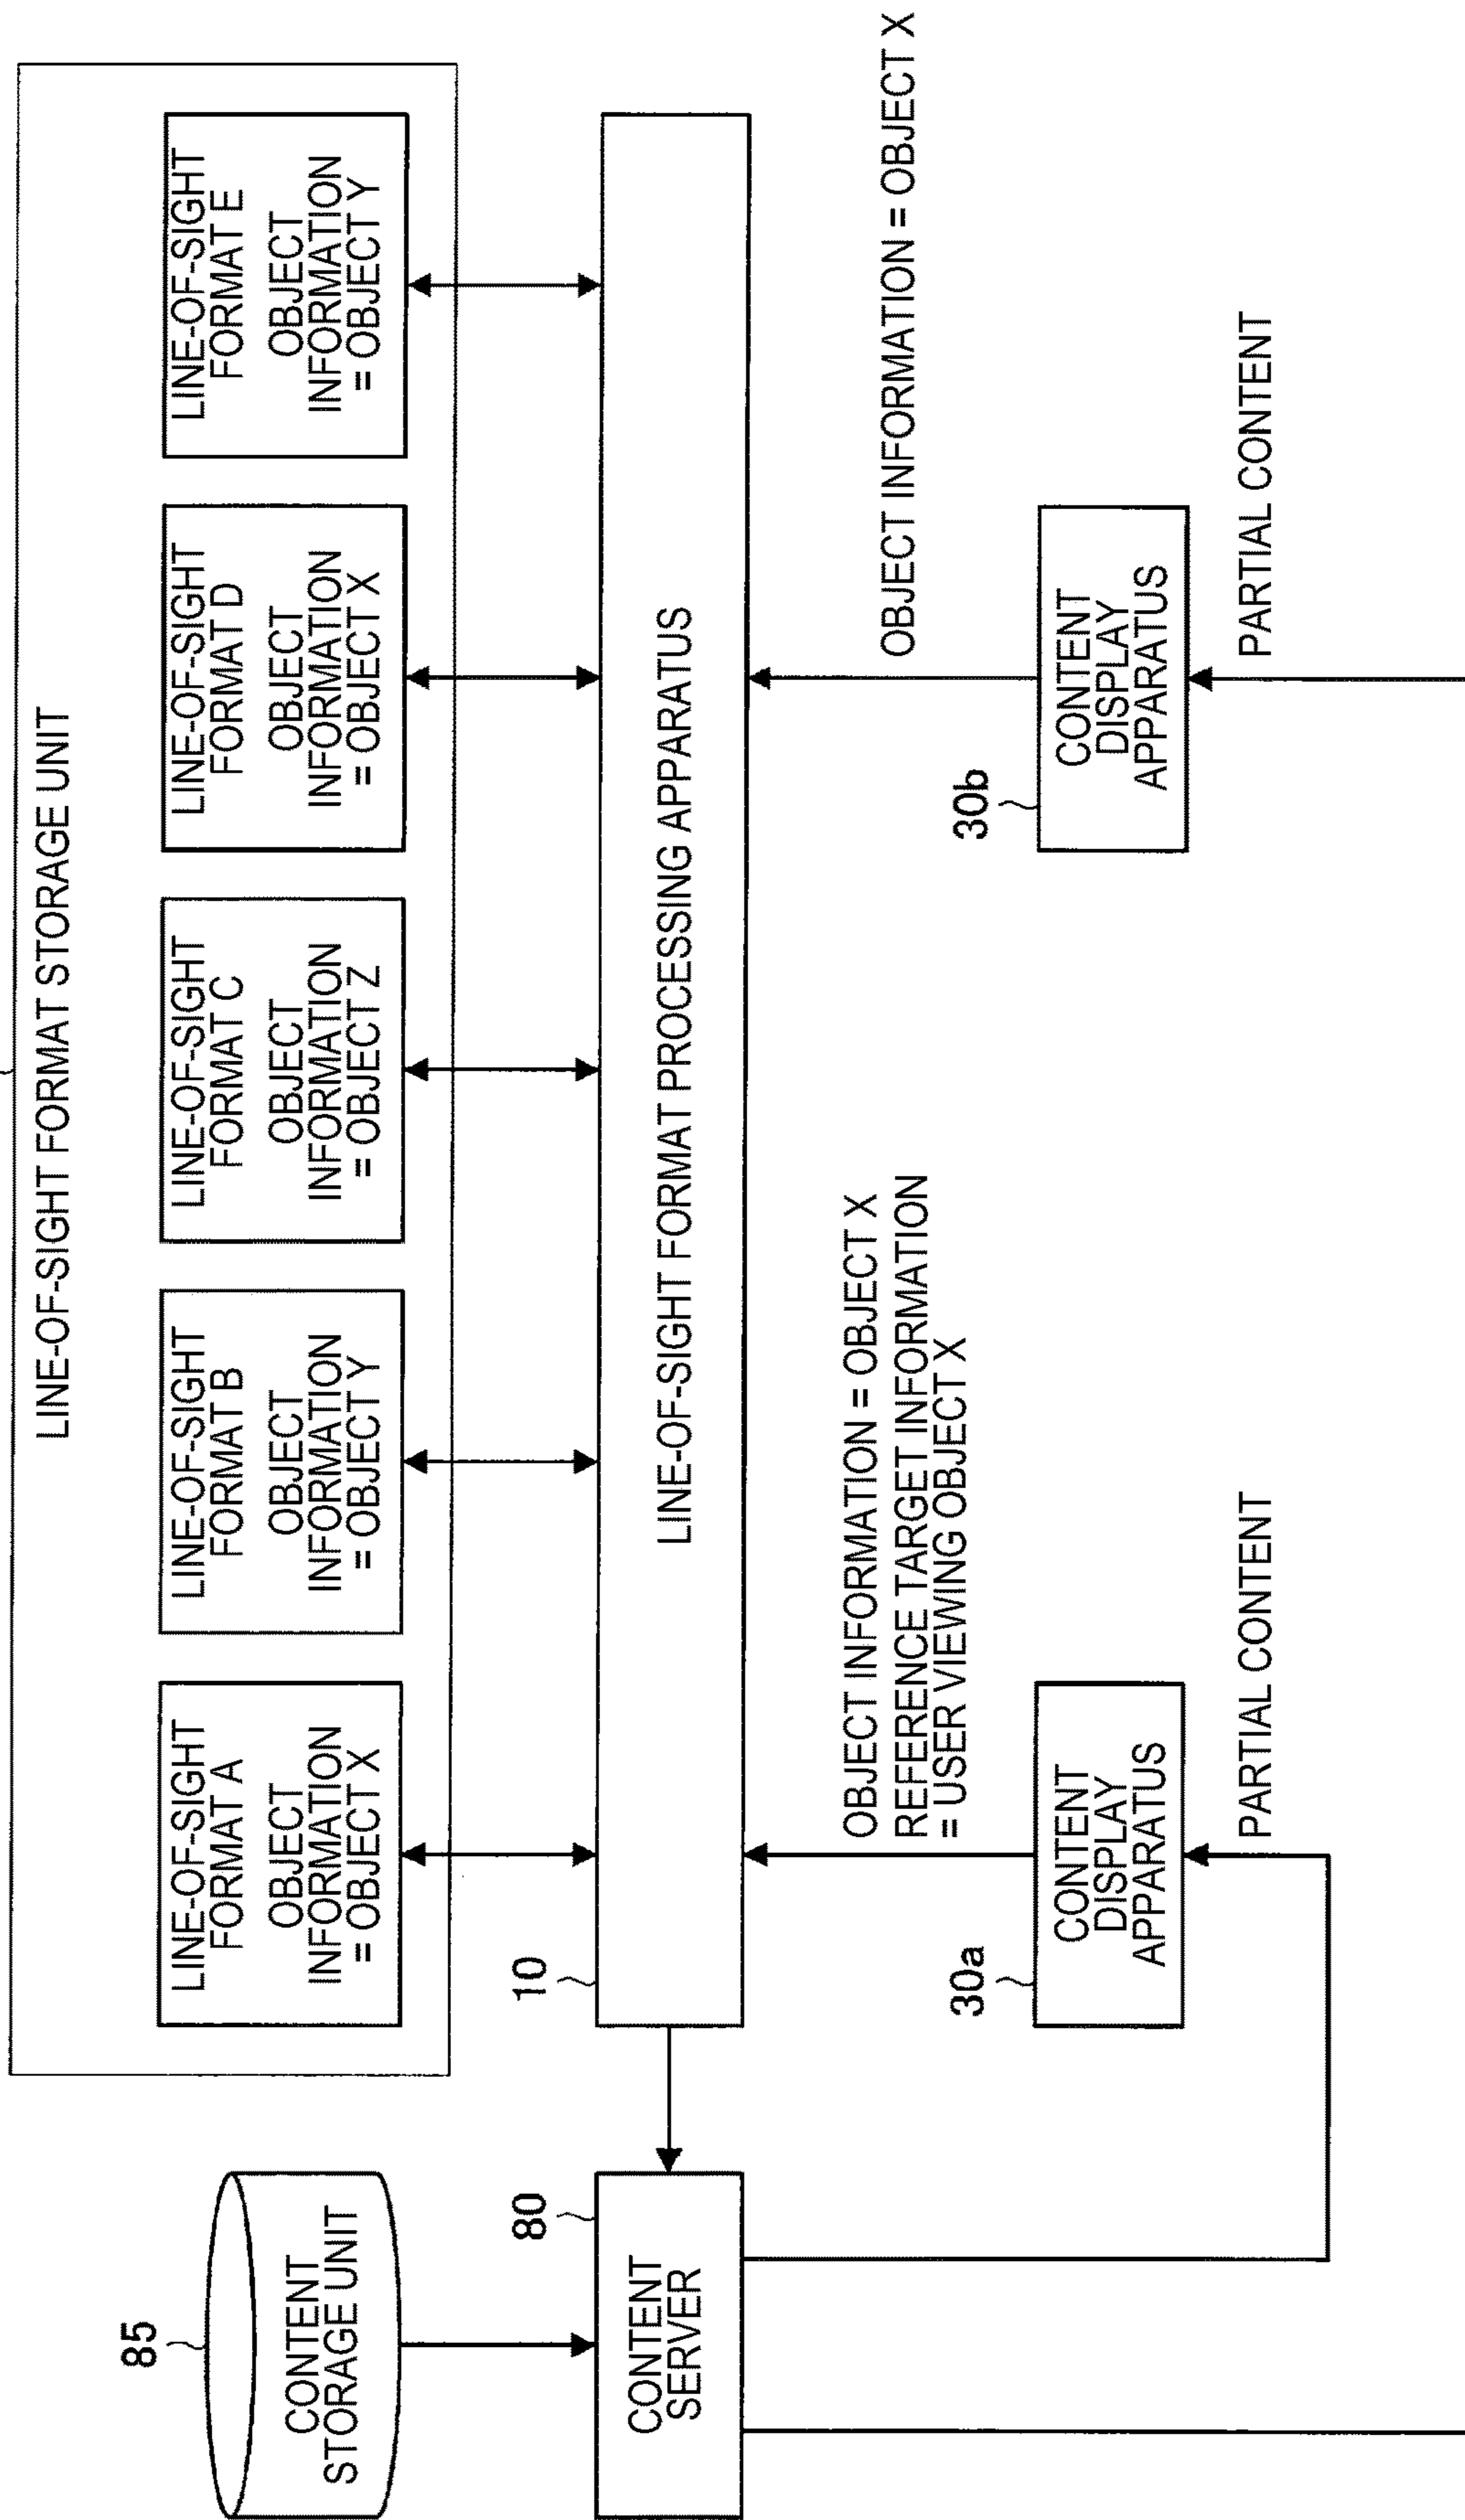 LINE-OF-SIGHT FORMAT STORAGE UNIT
85
CONTENT
STORAGE UNIT
LINE-OF-SIGHT
FORMAT A
OBJECT
INFORMATION
= OBJECT X
LINE-OF-SIGHT
FORMAT B
OBJECT
INFORMATION
= OBJECT Y
LINE-OF-SIGHT
FORMAT C
OBJECT
INFORMATION
= OBJECT Z
LINE-OF-SIGHT
FORMAT D
OBJECT
INFORMATION
= OBJECT X
LINE-OF-SIGHT
FORMAT E
OBJECT
INFORMATION
= OBJECT Y
80
CONTENT
SERVER
10
LINE-OF-SIGHT FORMAT PROCESSING APPARATUS
OBJECT INFORMATION = OBJECT X
REFERENCE TARGET INFORMATION
= USER VIEWING OBJECT X
OBJECT INFORMATION = OBJECT X
30a
CONTENT
DISPLAY
APPARATUS
30b
CONTENT
DISPLAY
APPARATUS
PARTIAL CONTENT
PARTIAL CONTENT